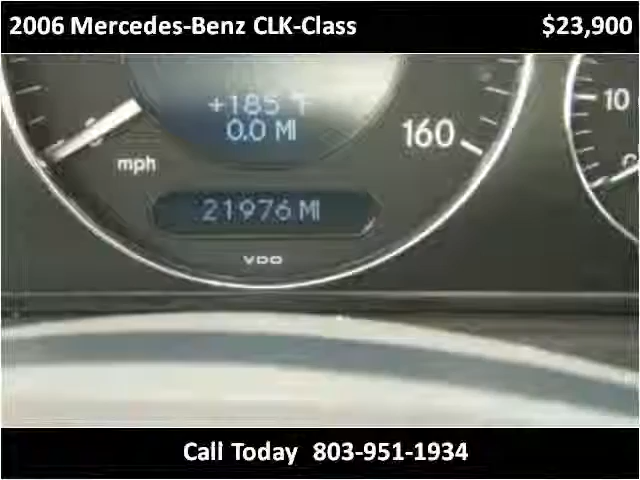 2006 Mercedes-Benz CLK-Class $23,900
+185 °F
0.0 MI
160
10
0
mph
21976 MI
VDO
Call Today 803-951-1934